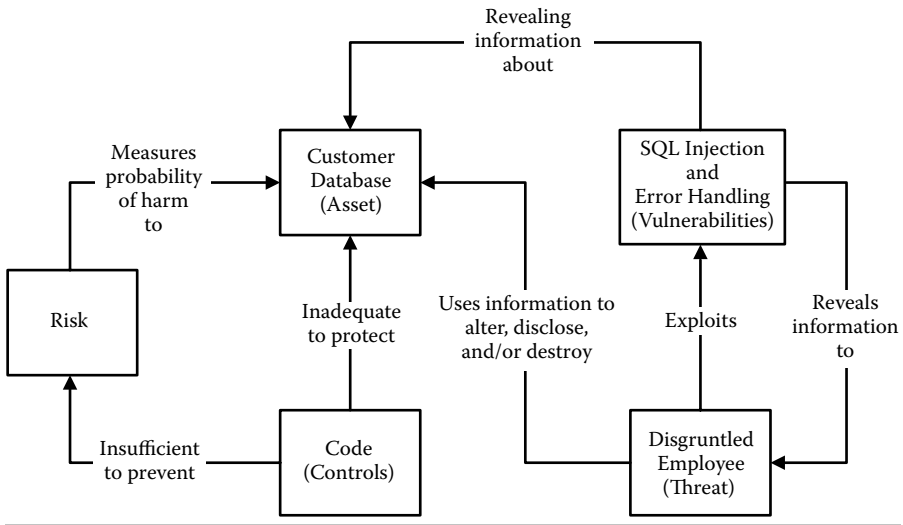 Revealing
information
about
Measures
probability
of harm
to
Customer
Database
(Asset)
SQL Injection
and
Error Handling
(Vulnerabilities)
Risk
Inadequate
to protect
Uses information to
alter, disclose,
and/or destroy
Exploits
Reveals
information
to
Insufficient
to prevent
Code
(Controls)
Disgruntled
Employee
(Threat)